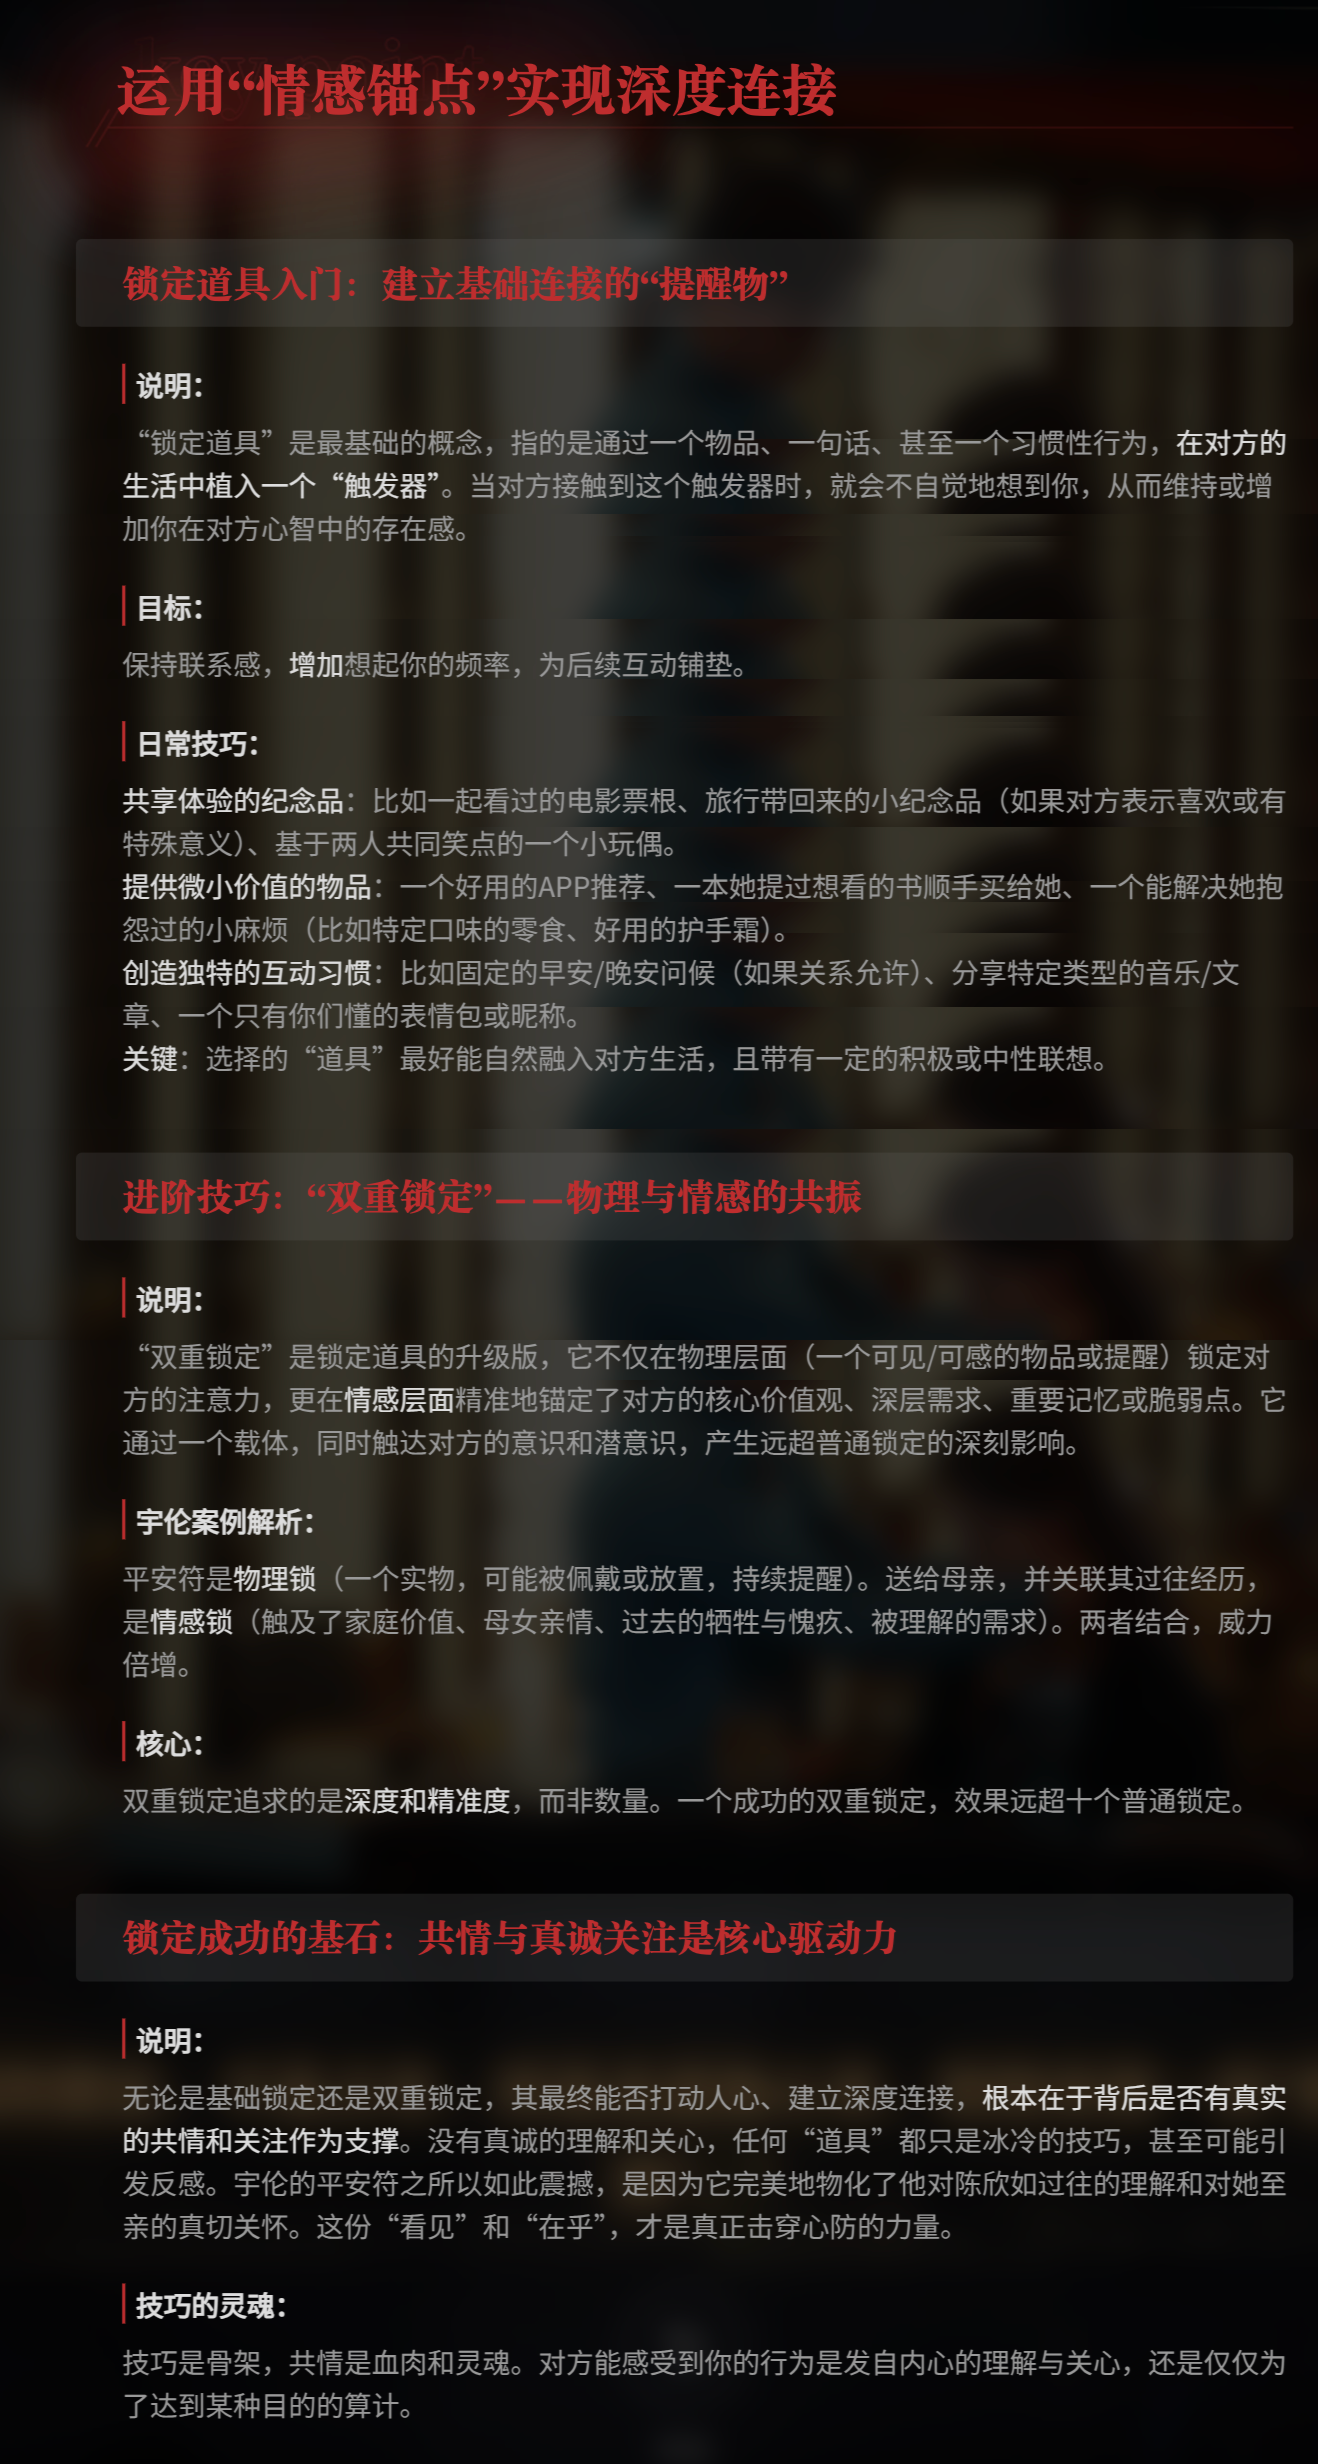 运用“情感锚点”实现深度连接
锁定道具入门：建立基础连接的“提醒物”
说明：
“锁定道具”是最基础的概念，指的是通过一个物品、一句话、甚至一个习惯性行为，在对方的
生活中植入一个“触发器”。当对方接触到这个触发器时，就会不自觉地想到你，从而维持或增
加你在对方心智中的存在感。
目标：
保持联系感，增加想起你的频率，为后续互动铺垫。
日常技巧：
共享体验的纪念品：比如一起看过的电影票根、旅行带回来的小纪念品（如果对方表示喜欢或有
特殊意义）、基于两人共同笑点的一个小玩偶。
提供微小价值的物品：一个好用的APP推荐、一本她提过想看的书顺手买给她、一个能解决她抱
怨过的小麻烦（比如特定口味的零食、好用的护手霜）。
创造独特的互动习惯：比如固定的早安/晚安问候（如果关系允许）、分享特定类型的音乐/文
章、一个只有你们懂的表情包或昵称。
关键：选择的“道具”最好能自然融入对方生活，且带有一定的积极或中性联想。
进阶技巧：“双重锁定”——物理与情感的共振
说明：
“双重锁定”是锁定道具的升级版，它不仅在物理层面（一个可见/可感的物品或提醒）锁定对
方的注意力，更在情感层面精准地锚定了对方的核心价值观、深层需求、重要记忆或脆弱点。它
通过一个载体，同时触达对方的意识和潜意识，产生远超普通锁定的深刻影响。
宇伦案例解析：
平安符是物理锁（一个实物，可能被佩戴或放置，持续提醒）。送给母亲，并关联其过往经历，
是情感锁（触及了家庭价值、母女亲情、过去的牺牲与愧疚、被理解的需求）。两者结合，威力
倍增。
核心：
双重锁定追求的是深度和精准度，而非数量。一个成功的双重锁定，效果远超十个普通锁定。
锁定成功的基石：共情与真诚关注是核心驱动力
说明：
无论是基础锁定还是双重锁定，其最终能否打动人心、建立深度连接，根本在于背后是否有真实
的共情和关注作为支撑。没有真诚的理解和关心，任何“道具”都只是冰冷的技巧，甚至可能引
发反感。宇伦的平安符之所以如此震撼，是因为它完美地物化了他对陈欣如过往的理解和对她至
亲的真切关怀。这份“看见”和“在乎”，才是真正击穿心防的力量。
技巧的灵魂：
技巧是骨架，共情是血肉和灵魂。对方能感受到你的行为是发自内心的理解与关心，还是仅仅为
了达到某种目的的算计。